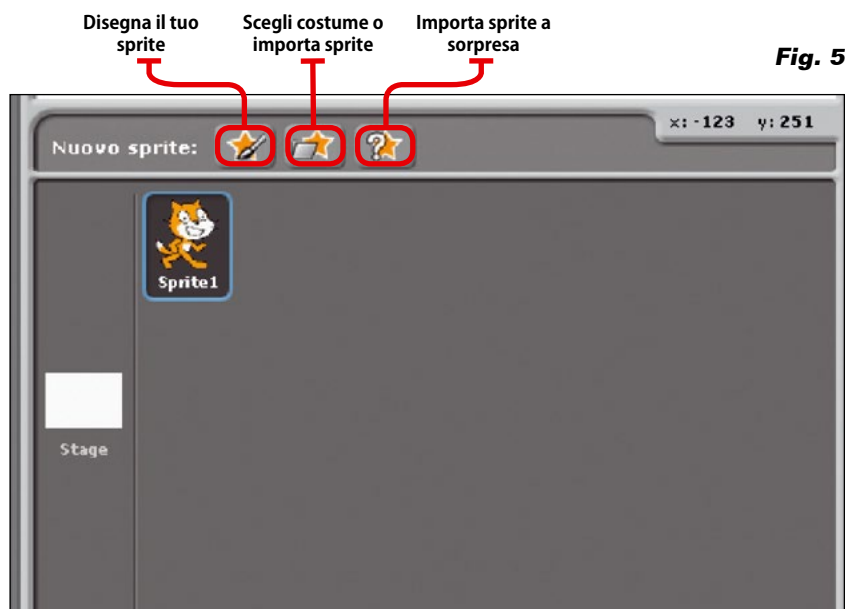 Disegna il tuo
sprite
Scegli costume o
importa sprite
Importa sprite a
sorpresa
Fig. 5
Nuovo sprite:
x: -123 y: 251
Sprite1
Stage